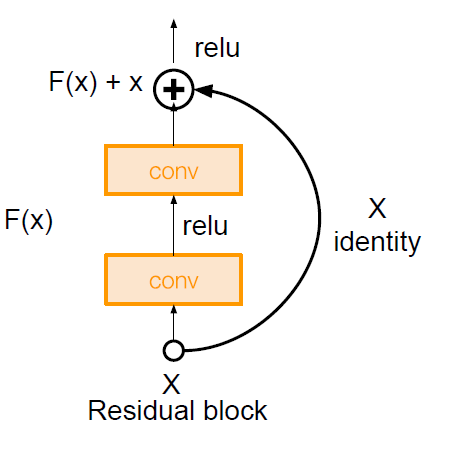 relu
F(x) + x
conv
F(x)
relu
X
identity
conv
X
Residual block